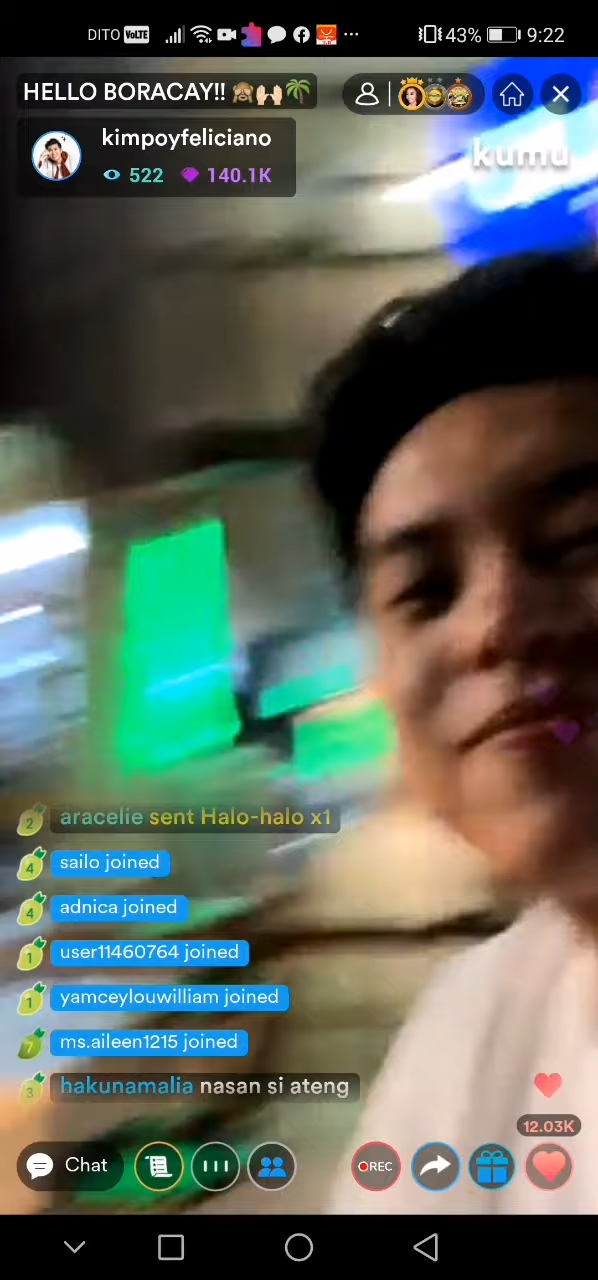 DITO VoLTE 43% 9:22
HELLO BORACAY!! 🙈🙌🏻🌴
kimpoyfeliciano
522 140.1K
kumu
2 aracelie sent Halo-halo x1
4 sailo joined
4 adnica joined
1 user11460764 joined
1 yamceylouwilliam joined
7 ms.aileen1215 joined
3 hakunamalia nasan si ateng
12.03K
Chat REC